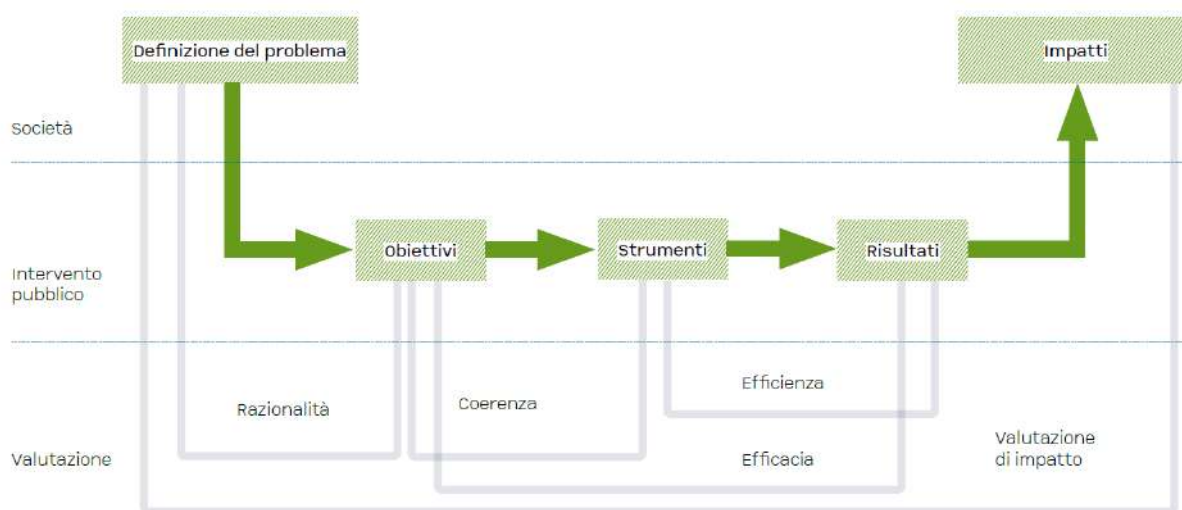 Definizione del problema
Impatti
Società
Obiettivi
Strumenti
Risultati
Intervento
pubblico
Efficienza
Razionalità
Coerenza
Valutazione
Efficacia
Valutazione
di impatto